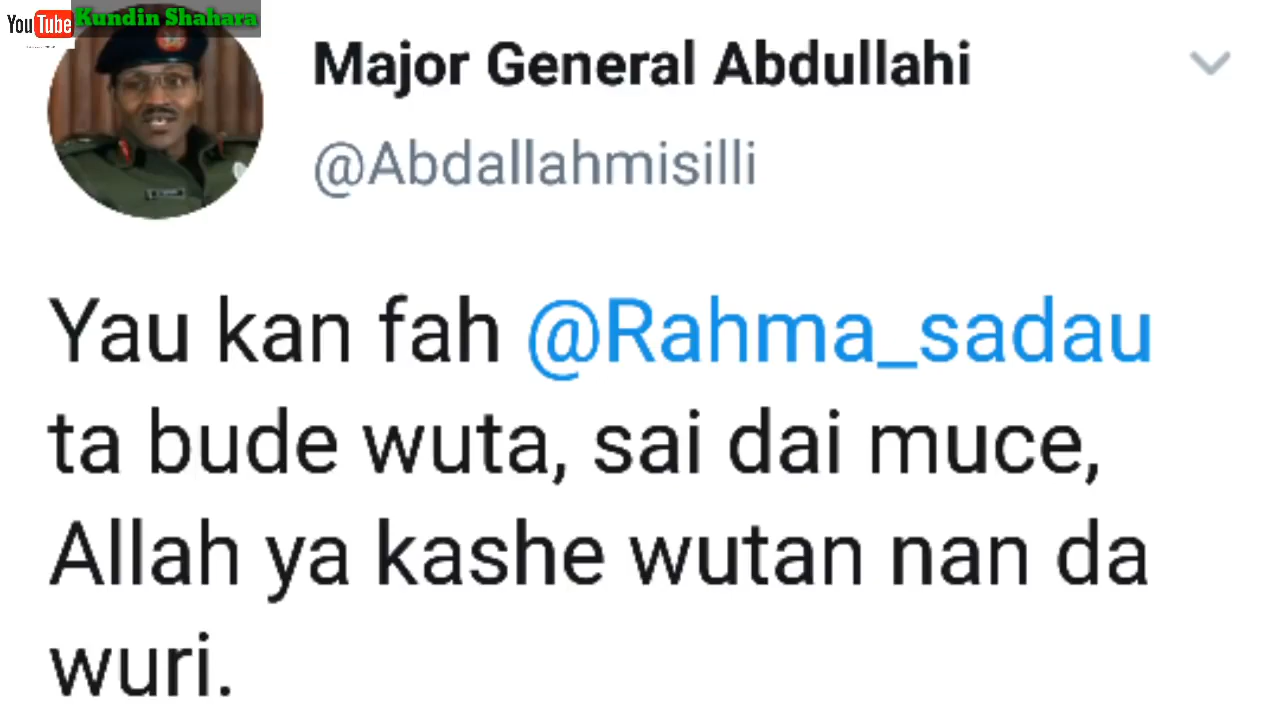 YouTube Kundin Shahara
Major General Abdullahi
@Abdallahmisilli
Yau kan fah @Rahma_sadau
ta bude wuta, sai dai muce,
Allah ya kashe wutan nan da
wuri.